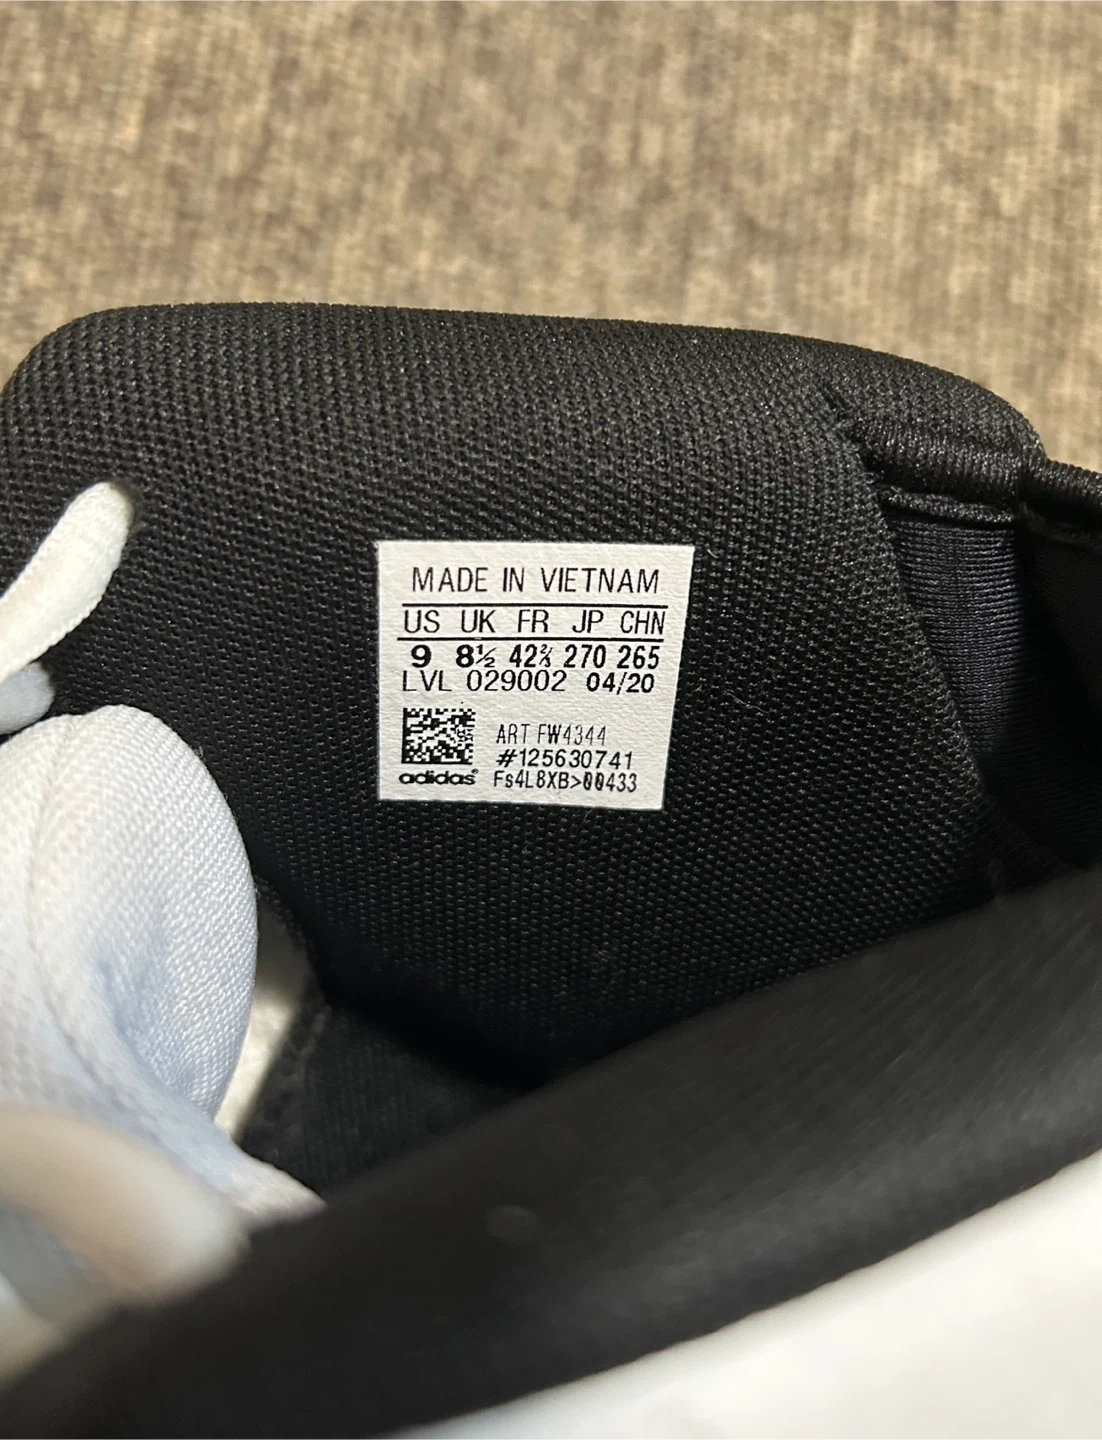 MADE IN VIETNAM
US UK FR JP CHN
9 8½ 42⅔ 270 265
LVL 029002 04/20
ART FW4344
#125630741
adidas® Fs4L8XB>00433